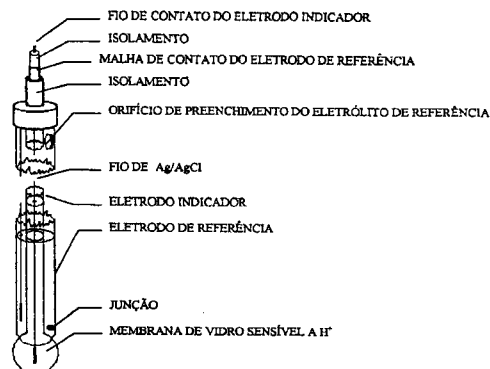 FIO DE CONTATO DO ELETRODO INDICADOR
ISOLAMENTO
MALHA DE CONTATO DO ELETRODO DE REFERÊNCIA
ISOLAMENTO
ORIFÍCIO DE PREENCHIMENTO DO ELETRÓLITO DE REFERÊNCIA
FIO DE Ag/AgCl
ELETRODO INDICADOR
ELETRODO DE REFERÊNCIA
JUNÇÃO
MEMBRANA DE VIDRO SENSÍVEL A H⁺